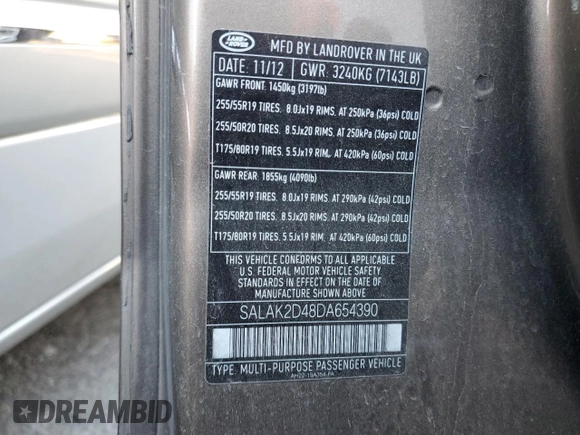 LAND ROVER
MFD BY LANDROVER IN THE UK
DATE: 11/12 GWR: 3240KG (7143LB)
GAWR FRONT: 1450kg (3197lb)
255/55R19 TIRES. 8.0Jx19 RIMS. AT 250kPa (36psi) COLD
255/50R20 TIRES. 8.5Jx20 RIMS. AT 250kPa (36psi) COLD
T175/80R19 TIRES. 5.5Jx19 RIM. AT 420kPa (60psi) COLD
GAWR REAR: 1855kg (4090lb)
255/55R19 TIRES. 8.0Jx19 RIMS. AT 290kPa (42psi) COLD
255/50R20 TIRES. 8.5Jx20 RIMS. AT 290kPa (42psi) COLD
T175/80R19 TIRES. 5.5Jx19 RIM. AT 420kPa (60psi) COLD
THIS VEHICLE CONFORMS TO ALL APPLICABLE
U.S. FEDERAL MOTOR VEHICLE SAFETY
STANDARDS IN EFFECT ON THE DATE OF
MANUFACTURE SHOWN ABOVE.
SALAK2D48DA654390
TYPE: MULTI-PURPOSE PASSENGER VEHICLE
AH22-19A354-PA
DREAMBID